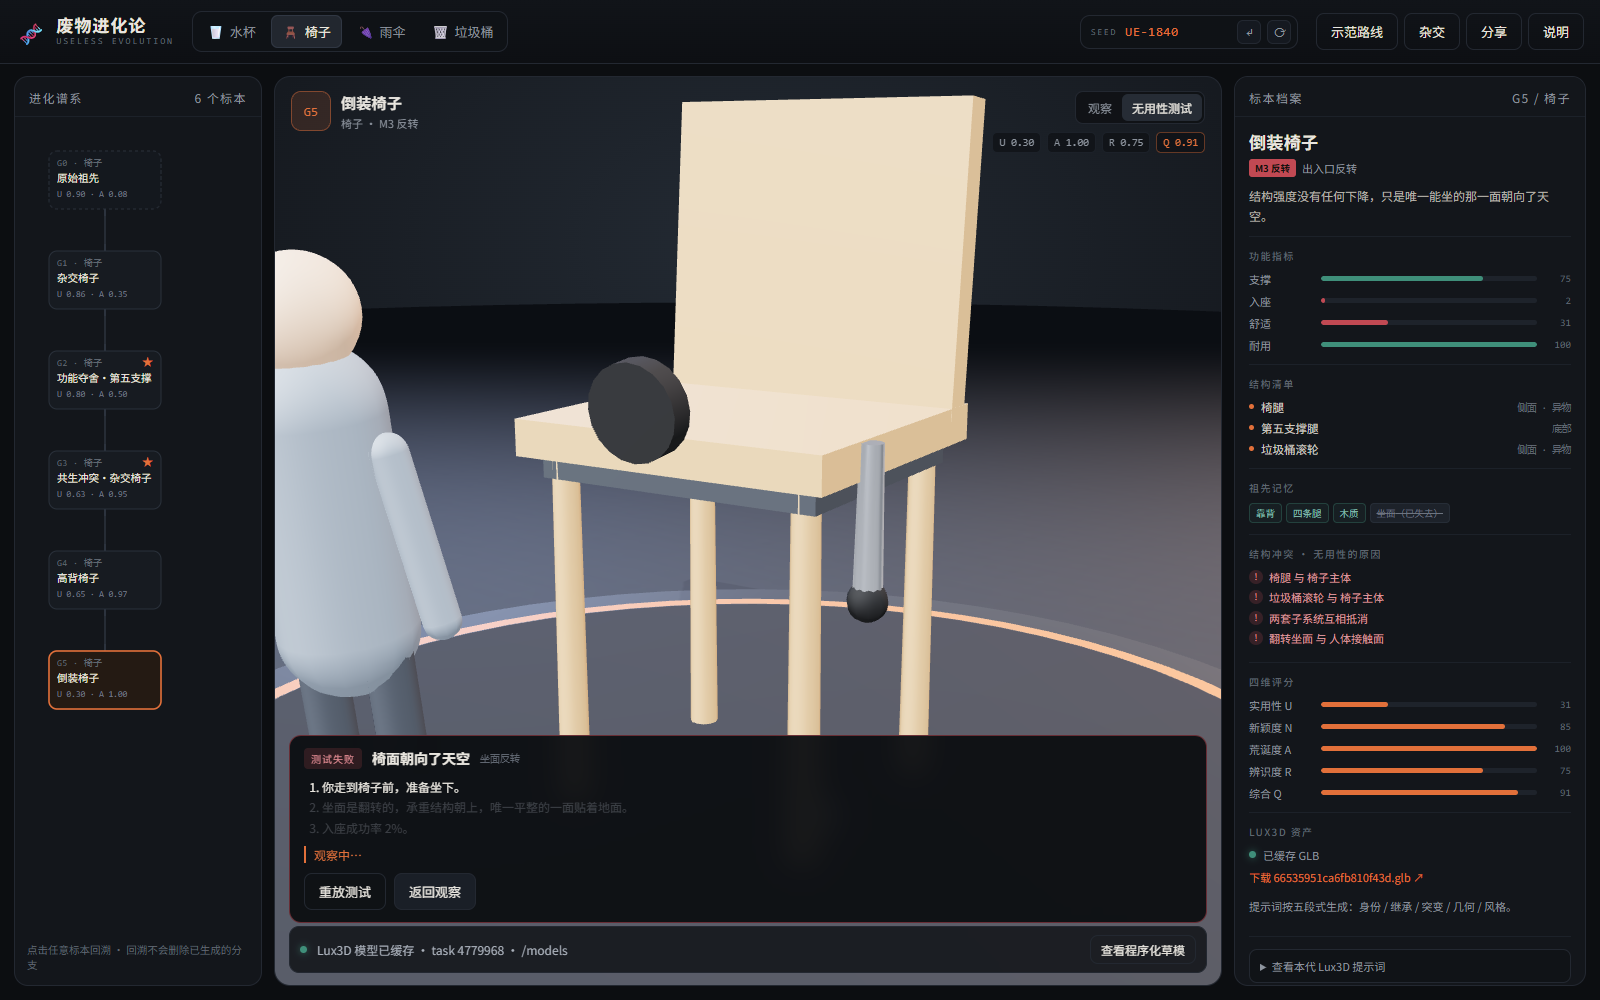 废物进化论
USELESS EVOLUTION
水杯
椅子
雨伞
垃圾桶
SEED UE-1840
示范路线
杂交
分享
说明
进化谱系
6 个标本
G0 · 椅子
原始祖先
U 0.90 · A 0.08
G1 · 椅子
杂交椅子
U 0.86 · A 0.35
G2 · 椅子
功能夺舍·第五支撑
U 0.80 · A 0.50
G3 · 椅子
共生冲突·杂交椅子
U 0.63 · A 0.95
G4 · 椅子
高背椅子
U 0.65 · A 0.97
G5 · 椅子
倒装椅子
U 0.30 · A 1.00
点击任意标本回溯 · 回溯不会删除已生成的分
支
G5
倒装椅子
椅子 · M3 反转
观察
无用性测试
U 0.30
A 1.00
R 0.75
Q 0.91
测试失败
椅面朝向了天空
坐面反转
1. 你走到椅子前，准备坐下。
2. 坐面是翻转的，承重结构朝上，唯一平整的一面贴着地面。
3. 入座成功率 2%。
观察中…
重放测试
返回观察
Lux3D 模型已缓存 · task 4779968 · /models
查看程序化草模
标本档案
G5 / 椅子
倒装椅子
M3 反转
出入口反转
结构强度没有任何下降，只是唯一能坐的那一面朝向了天
空。
功能指标
支撑 75
入座 2
舒适 31
耐用 100
结构清单
椅腿 侧面 · 异物
第五支撑腿 底部
垃圾桶滚轮 侧面 · 异物
祖先记忆
靠背
四条腿
木质
坐面（已失去）
结构冲突 · 无用性的原因
! 椅腿 与 椅子主体
! 垃圾桶滚轮 与 椅子主体
! 两套子系统互相抵消
! 翻转坐面 与 人体接触面
四维评分
实用性 U 31
新颖度 N 85
荒诞度 A 100
辨识度 R 75
综合 Q 91
LUX3D 资产
已缓存 GLB
下载 66535951ca6fb810f43d.glb ↗
提示词按五段式生成：身份 / 继承 / 突变 / 几何 / 风格。
▶ 查看本代 Lux3D 提示词